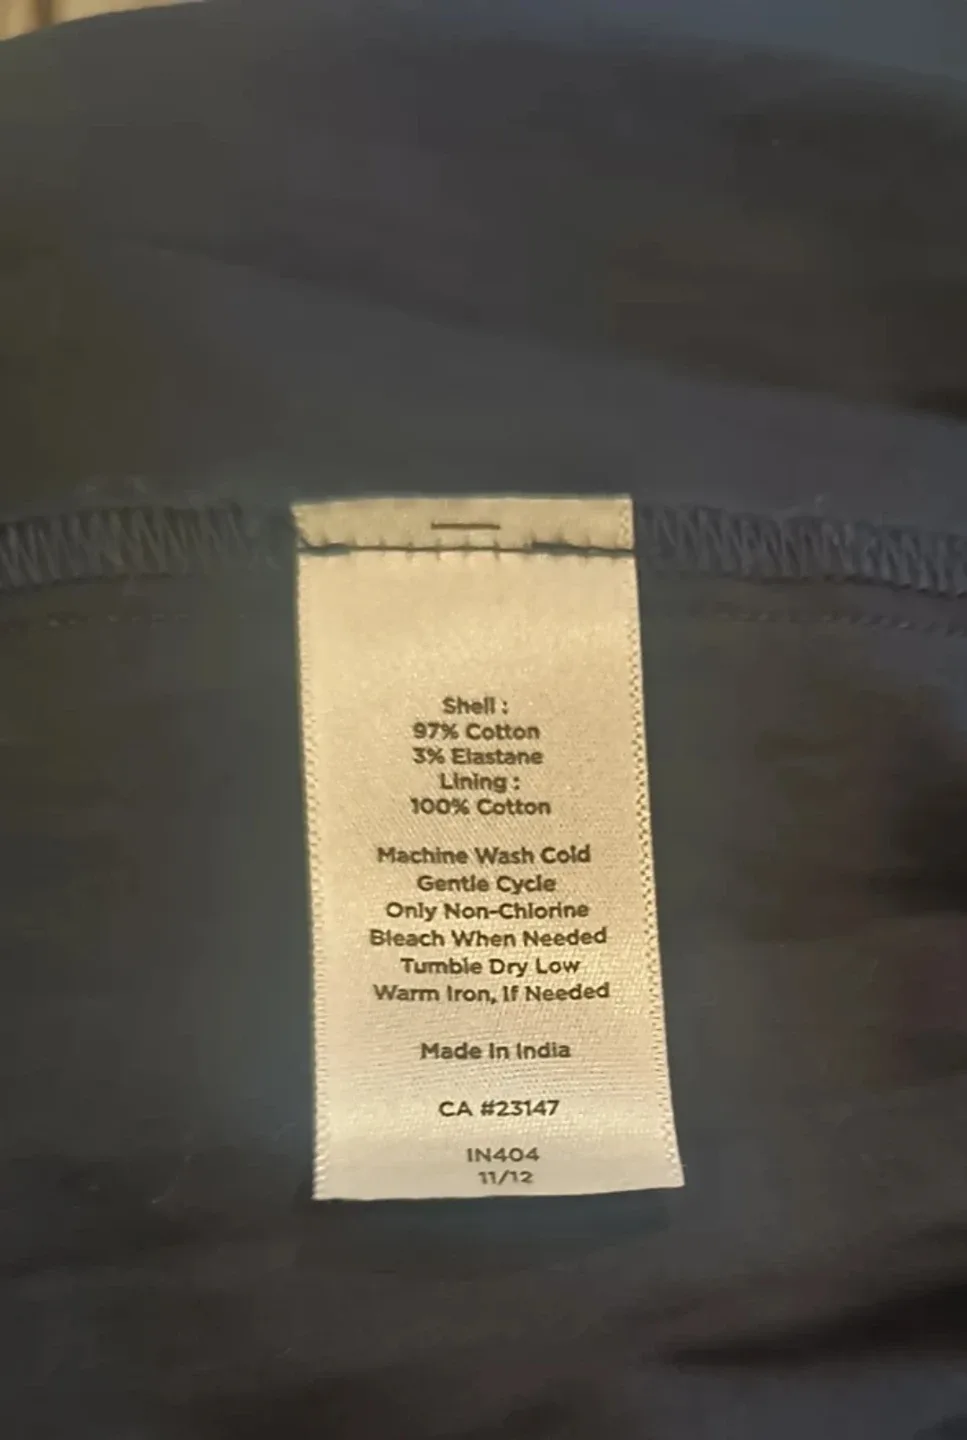 Shell :
97% Cotton
3% Elastane
Lining :
100% Cotton
Machine Wash Cold
Gentle Cycle
Only Non-Chlorine
Bleach When Needed
Tumble Dry Low
Warm Iron, If Needed
Made In India
CA #23147
IN404
11/12